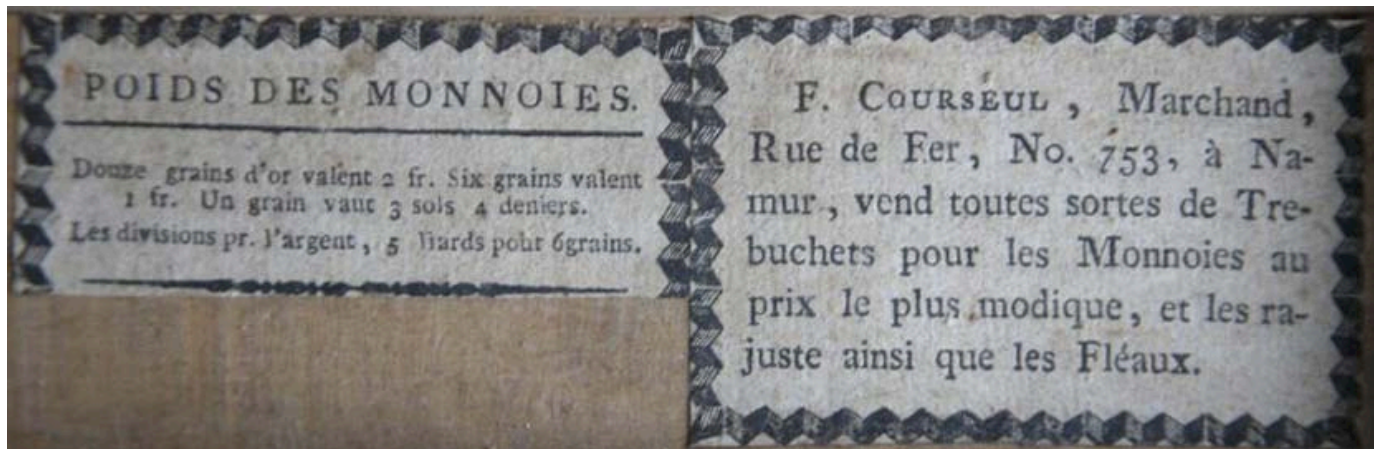 POIDS DES MONNOIES.
Douze grains d'or valent 2 fr. Six grains valent
1 fr. Un grain vaut 3 sols 4 deniers.
Les divisions pr. l'argent, 5 liards pour 6grains.
F. COURSEUL, Marchand,
Rue de Fer, No. 753, à Na-
mur, vend toutes sortes de Tre-
buchets pour les Monnoies au
prix le plus modique, et les ra-
juste ainsi que les Fléaux.